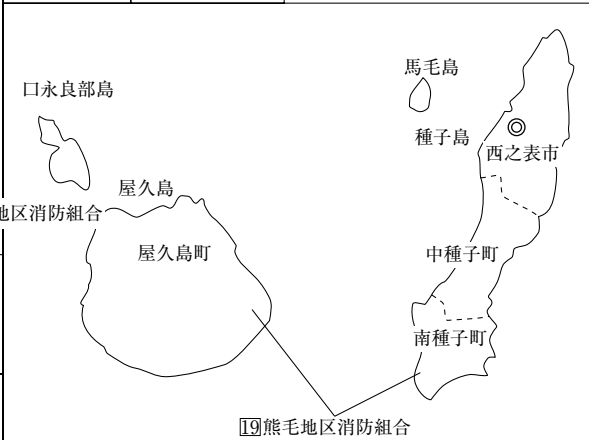 馬毛島
口永良部島
種子島
西之表市
屋久島
地区消防組合
屋久島町
中種子町
南種子町
19熊毛地区消防組合